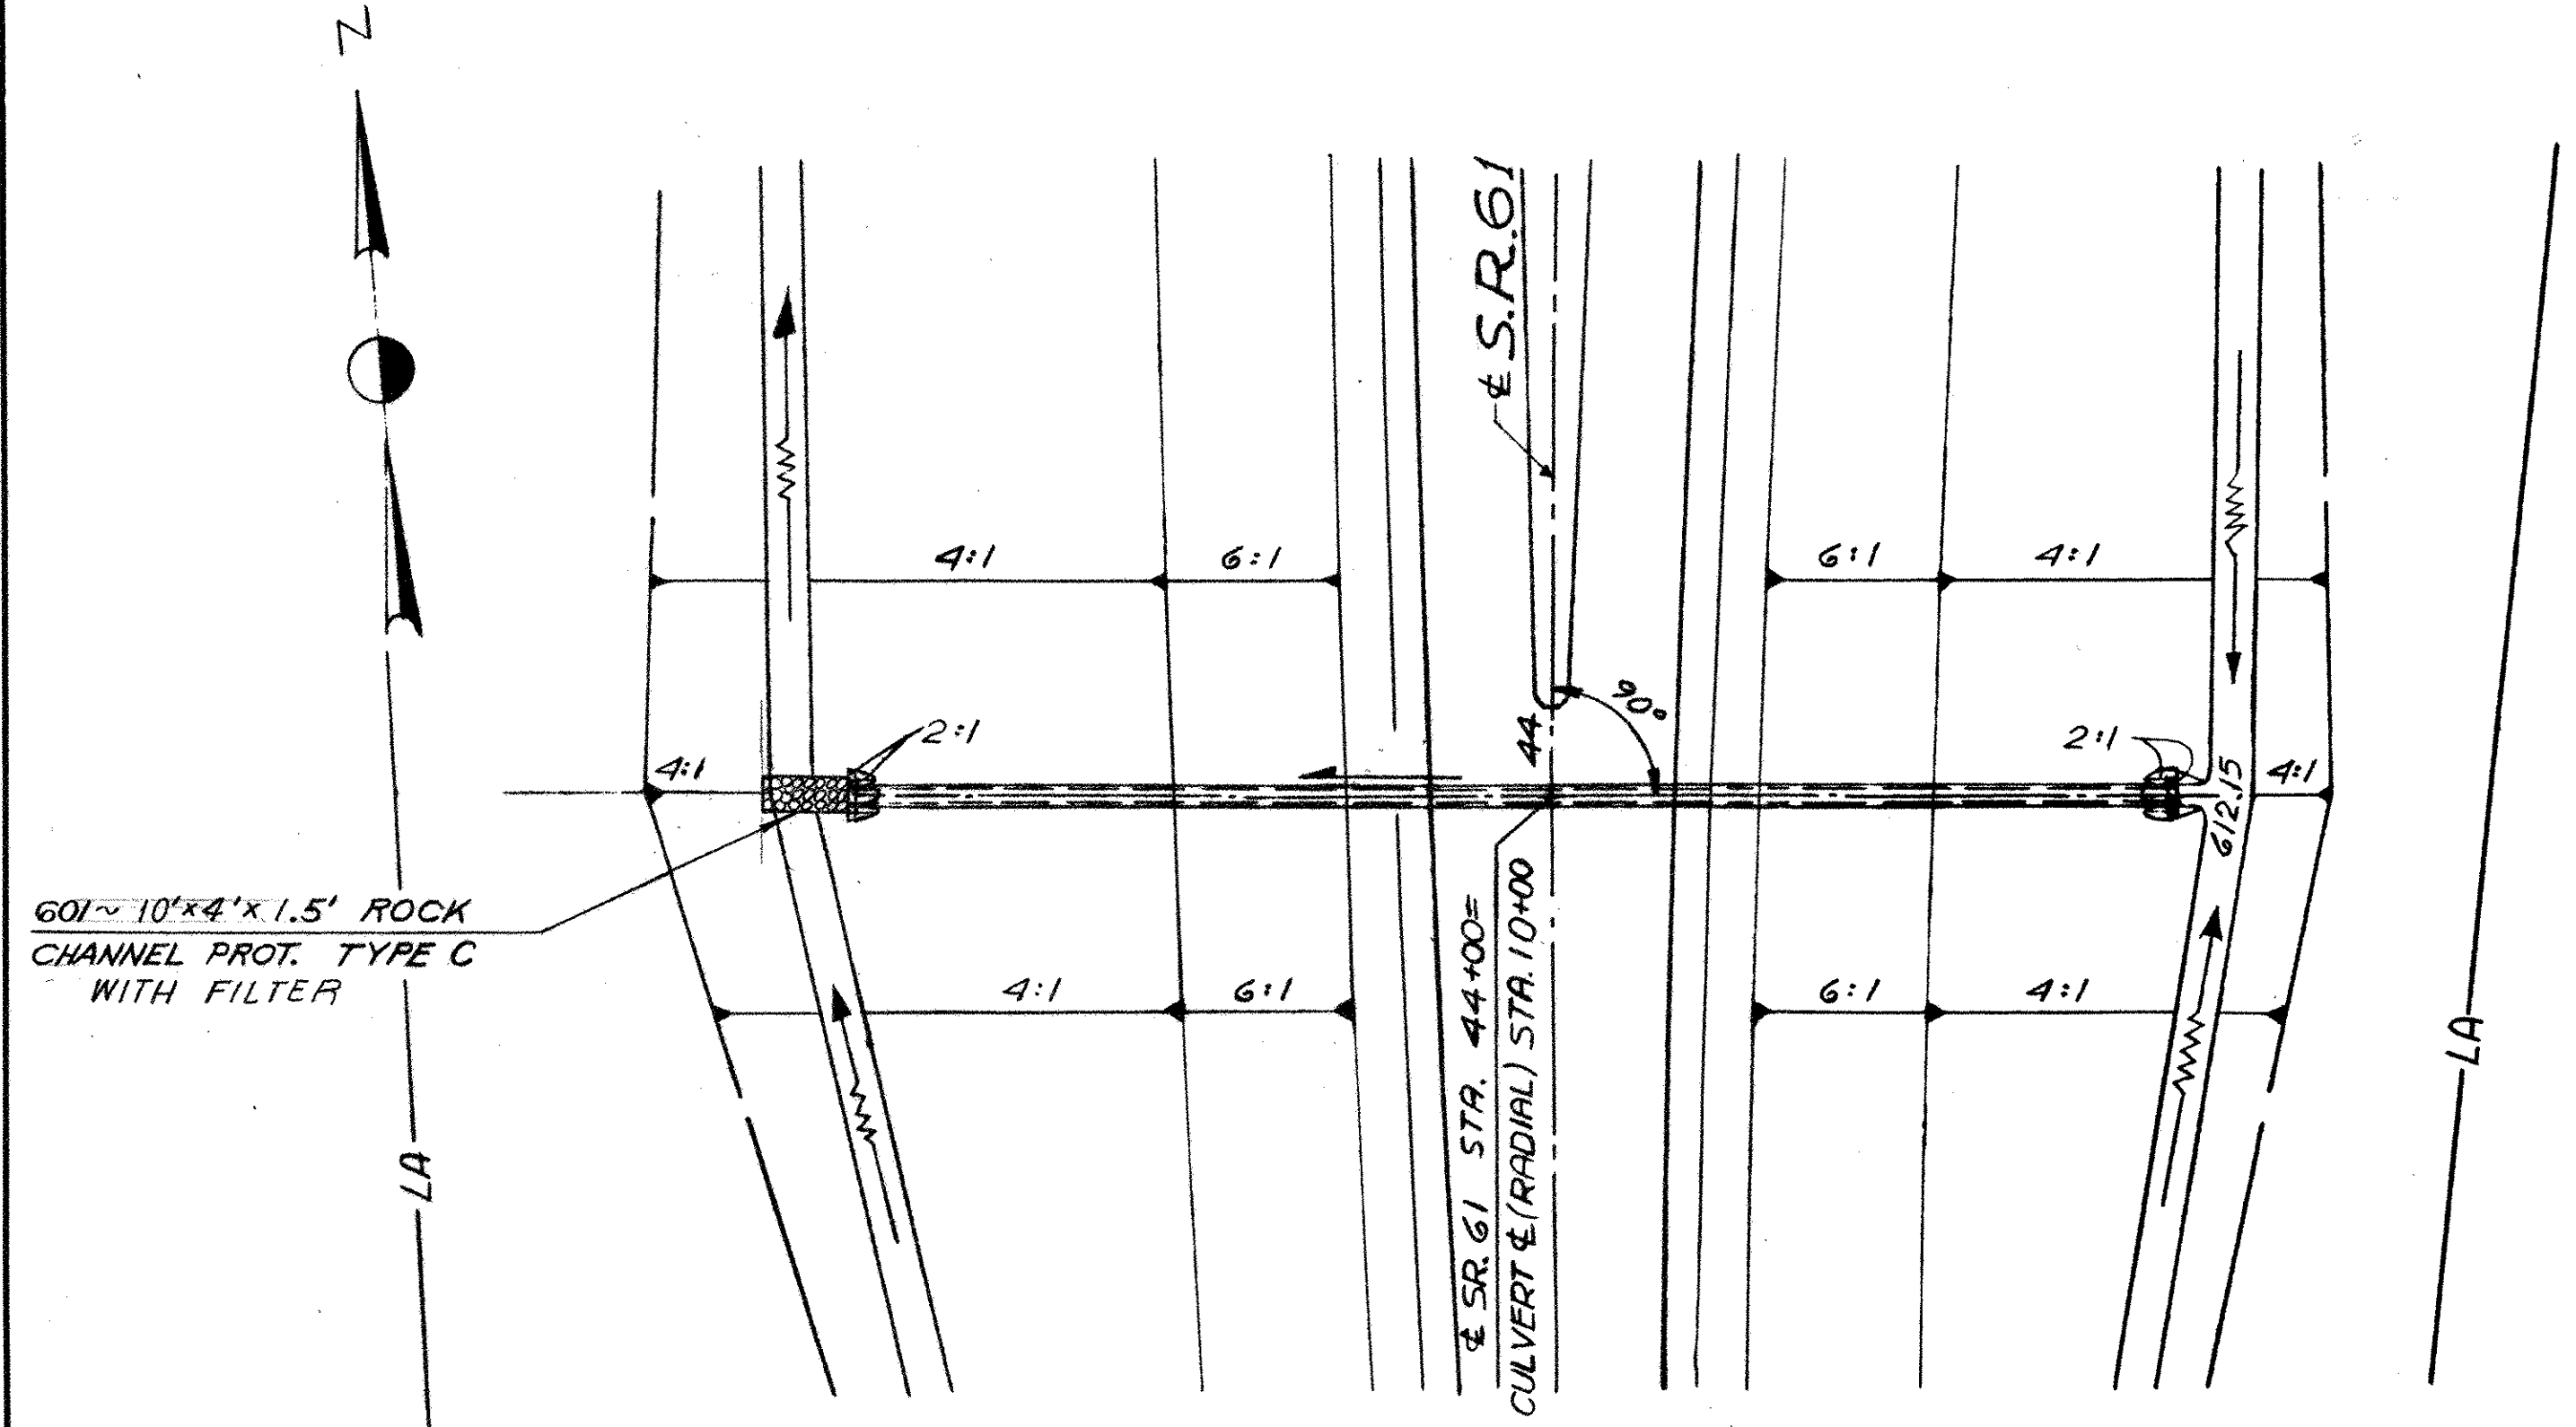 N
℄ S.R.61
4:1
6:1
6:1
4:1
90°
44
2:1
2:1
4:1
612.15
4:1
601~ 10'x4'x 1.5' ROCK
CHANNEL PROT. TYPE C
WITH FILTER
4:1
6:1
6:1
4:1
℄ SR.61 STA. 44+00=
CULVERT ℄ (RADIAL) STA. 10+00
LA
LA